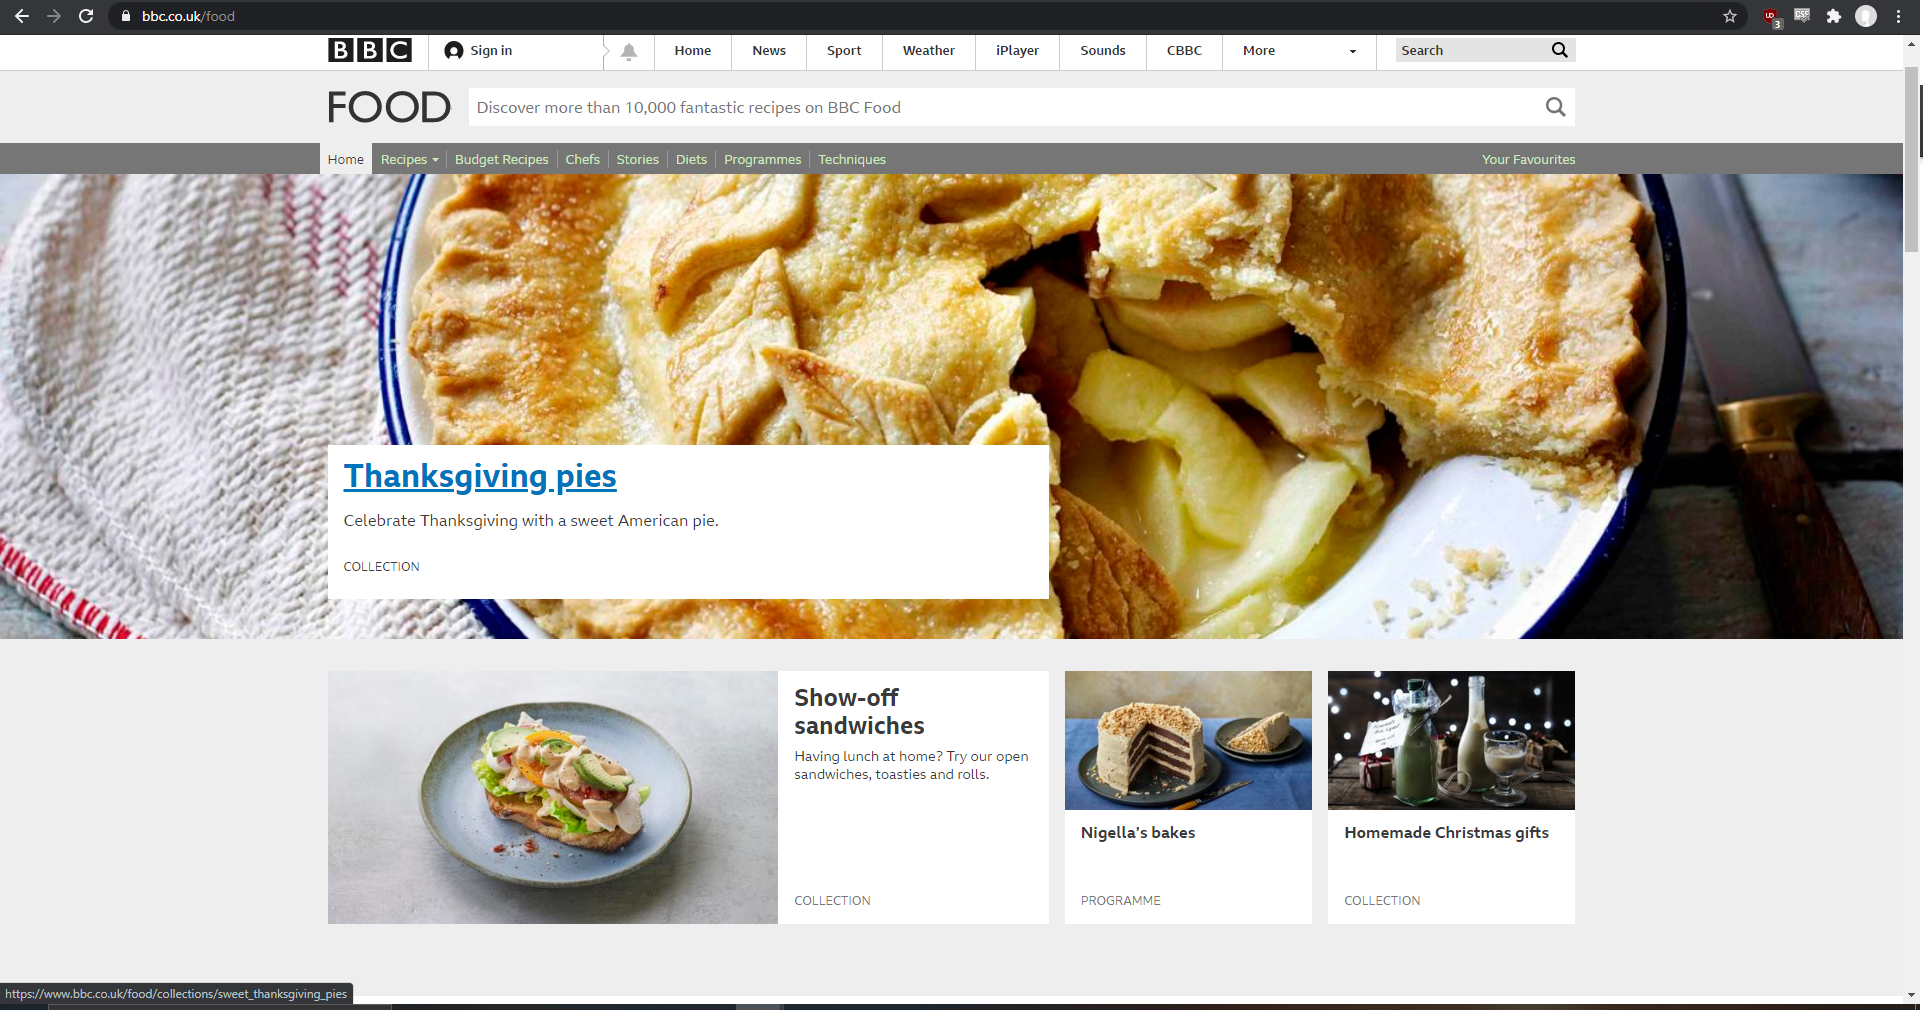 bbc.co.uk/food
3
BBC
Sign in
Home
News
Sport
Weather
iPlayer
Sounds
CBBC
More
Search
FOOD
Discover more than 10,000 fantastic recipes on BBC Food
Home
Recipes
Budget Recipes
Chefs
Stories
Diets
Programmes
Techniques
Your Favourites
Thanksgiving pies
Celebrate Thanksgiving with a sweet American pie.
COLLECTION
Show-off
sandwiches
Having lunch at home? Try our open
sandwiches, toasties and rolls.
COLLECTION
Nigella's bakes
PROGRAMME
Homemade Christmas gifts
COLLECTION
https://www.bbc.co.uk/food/collections/sweet_thanksgiving_pies